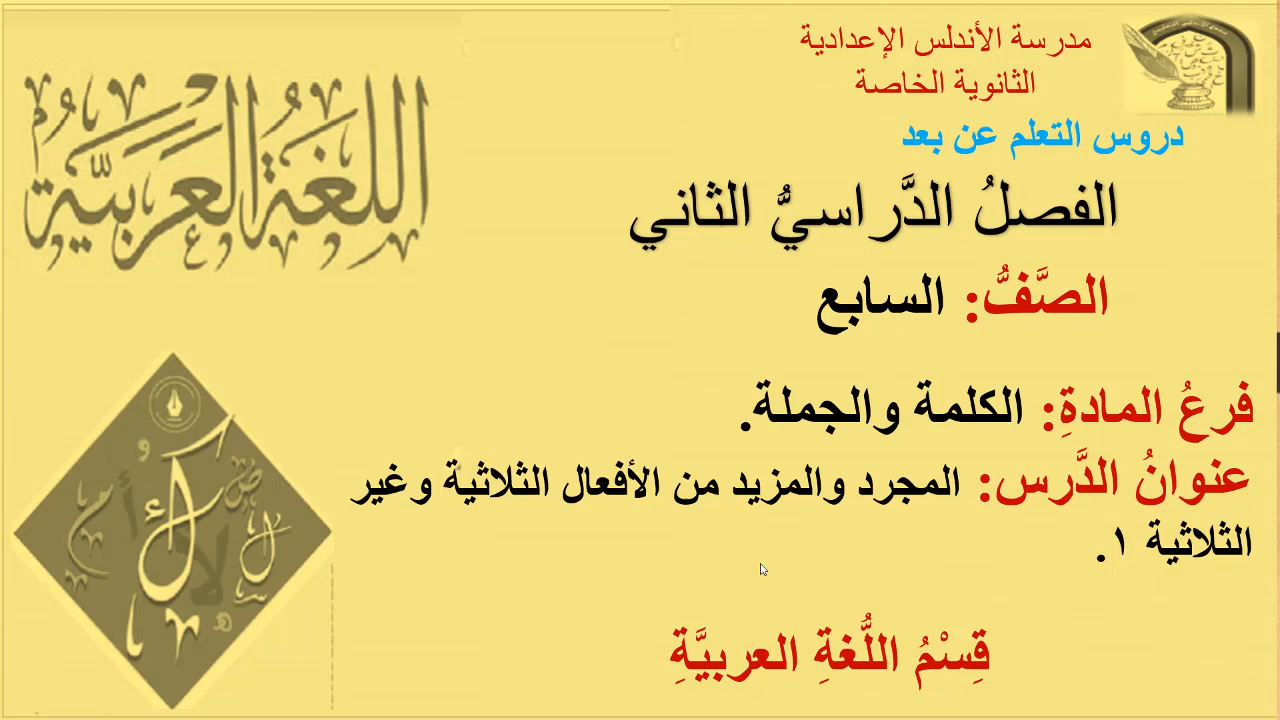 مدرسة الأندلس الإعدادية
الثانوية الخاصة
دروس التعلم عن بعد
الفصلُ الدَّراسيُّ الثاني
الصَّفُّ: السابع
فرعُ المادةِ: الكلمة والجملة.
عنوانُ الدَّرس: المجرد والمزيد من الأفعال الثلاثية وغير
الثلاثية ١.
قِسْمُ اللُّغةِ العربيَّةِ
اللغة العربية